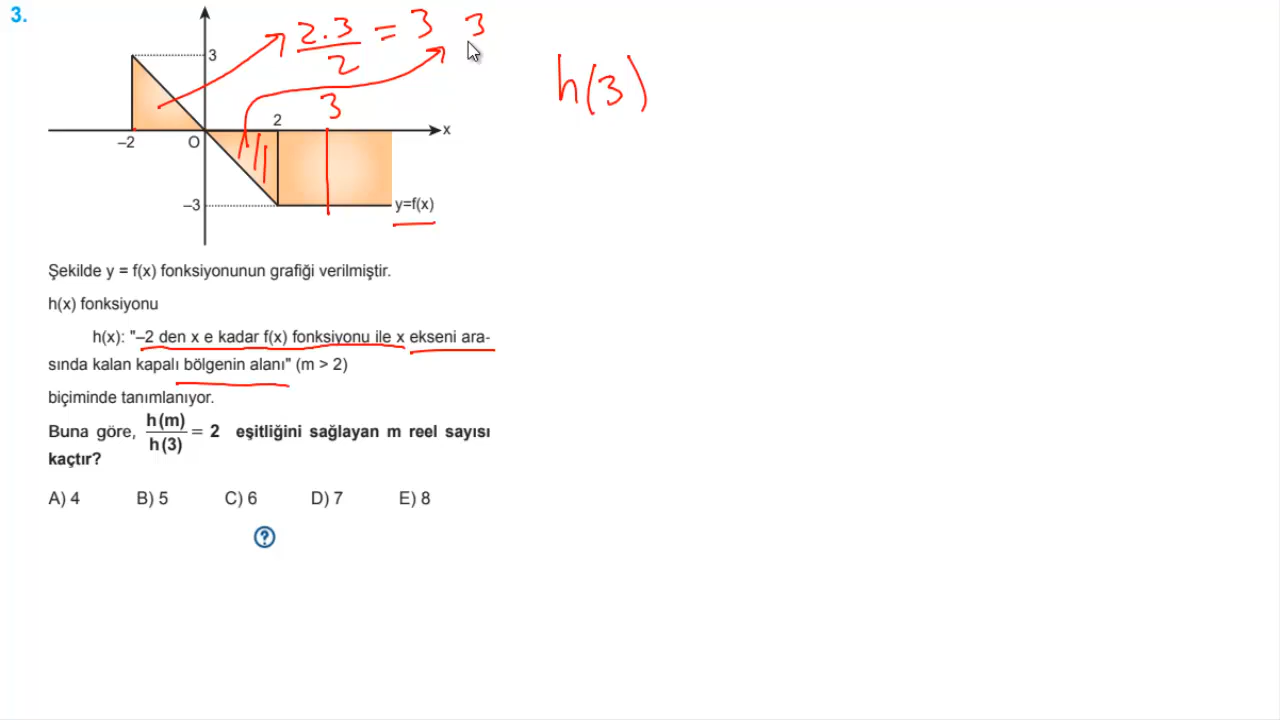 3.
2.3 = 3 3
2
3
h(3)
3
2
x
–2
O
–3
y=f(x)
Şekilde y = f(x) fonksiyonunun grafiği verilmiştir.
h(x) fonksiyonu
h(x): "–2 den x e kadar f(x) fonksiyonu ile x ekseni ara-
sında kalan kapalı bölgenin alanı" (m > 2)
biçiminde tanımlanıyor.
Buna göre, h(m)/h(3) = 2 eşitliğini sağlayan m reel sayısı
kaçtır?
A) 4 B) 5 C) 6 D) 7 E) 8
?